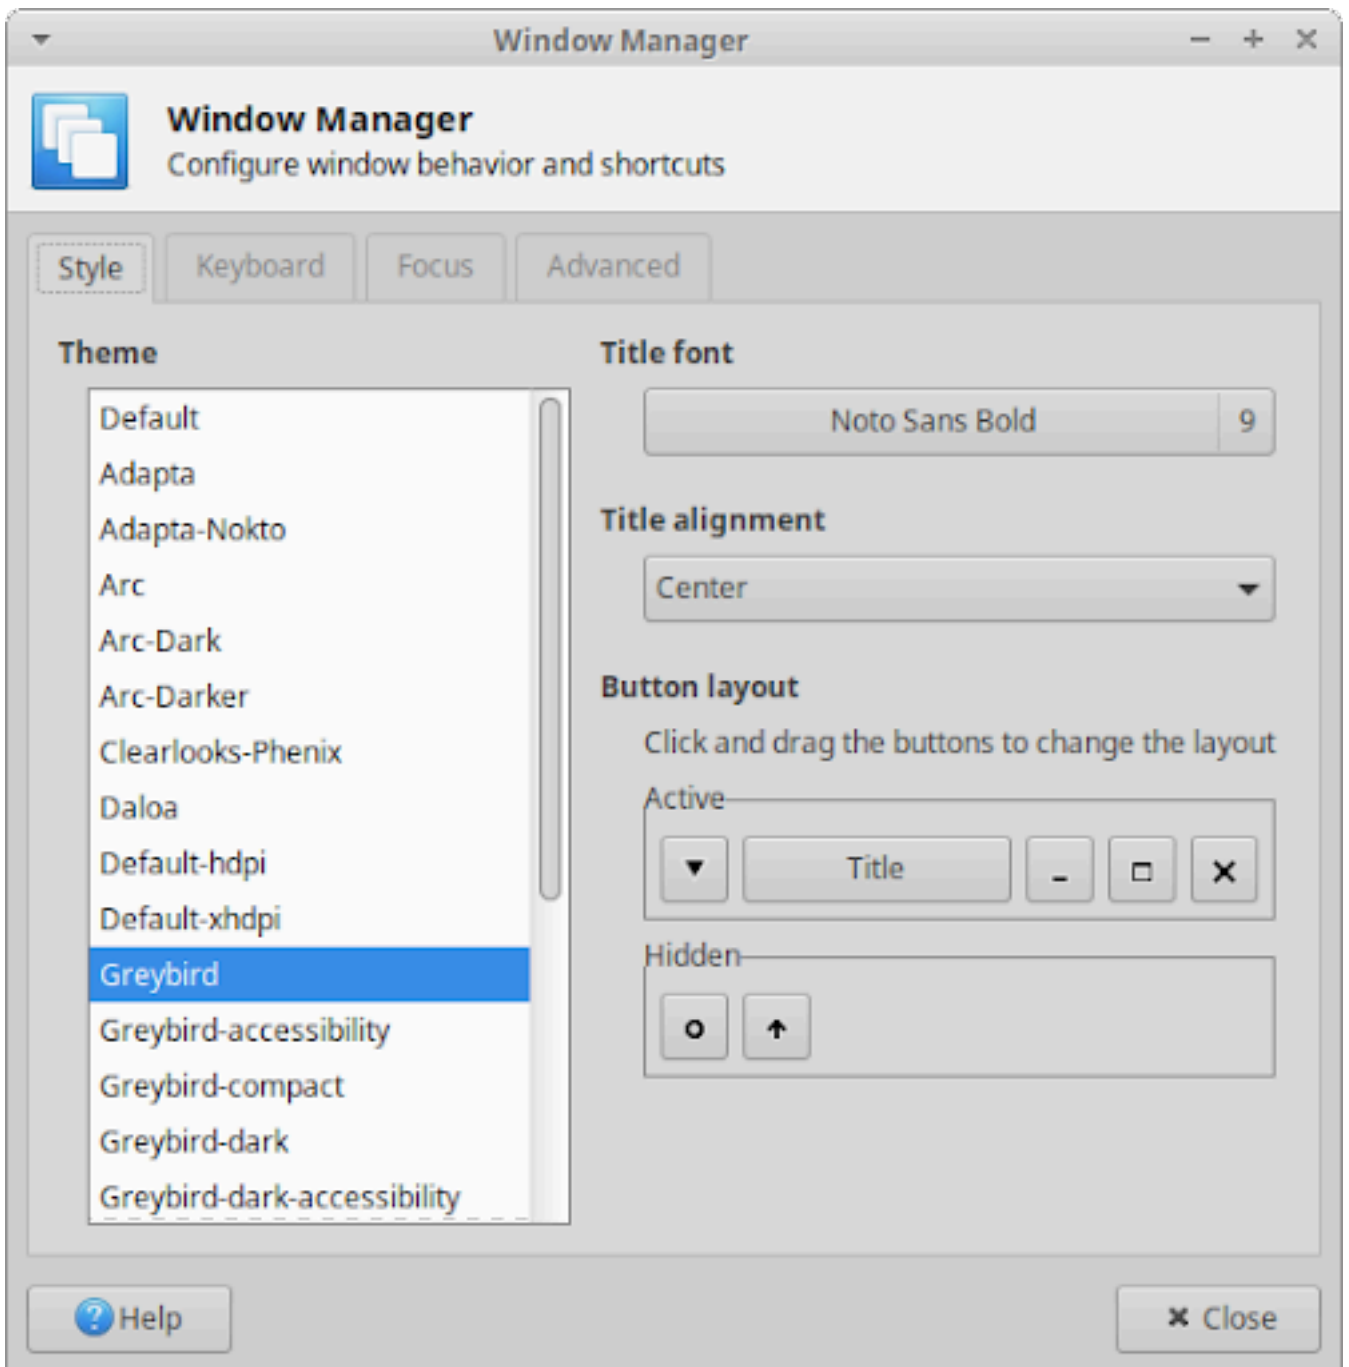 Window Manager
Window Manager
Configure window behavior and shortcuts
Style
Keyboard
Focus
Advanced
Theme
Default
Adapta
Adapta-Nokto
Arc
Arc-Dark
Arc-Darker
Clearlooks-Phenix
Daloa
Default-hdpi
Default-xhdpi
Greybird
Greybird-accessibility
Greybird-compact
Greybird-dark
Greybird-dark-accessibility
Title font
Noto Sans Bold 9
Title alignment
Center
Button layout
Click and drag the buttons to change the layout
Active
Title
Hidden
Help
Close